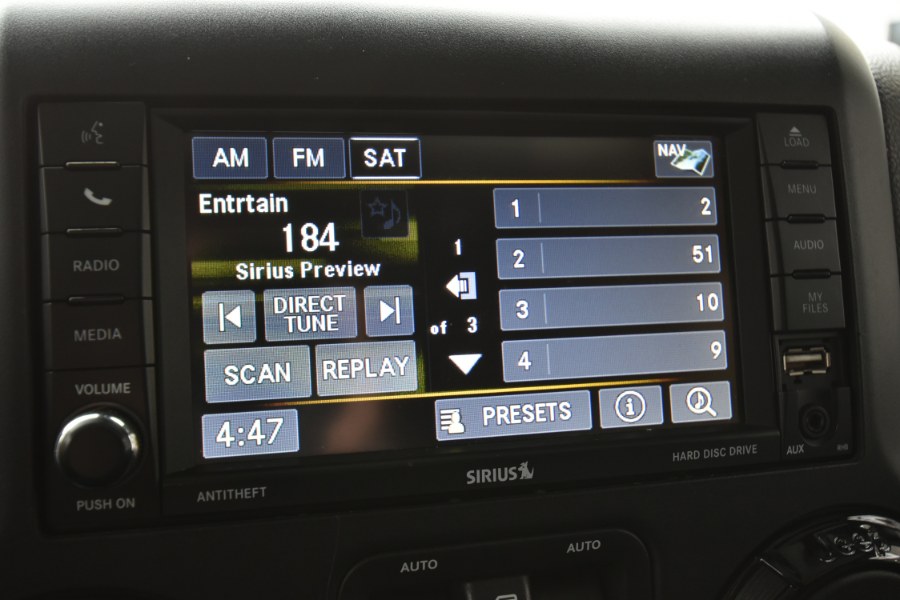 AM FM SAT NAV
Entrtain
184
Sirius Preview
DIRECT
TUNE
SCAN REPLAY
4:47
1
of 3
1 2
2 51
3 10
4 9
PRESETS
RADIO
MEDIA
VOLUME
PUSH ON
LOAD
MENU
AUDIO
MY
FILES
AUX
ANTITHEFT
SIRIUS
HARD DISC DRIVE
AUTO
AUTO
Jeep